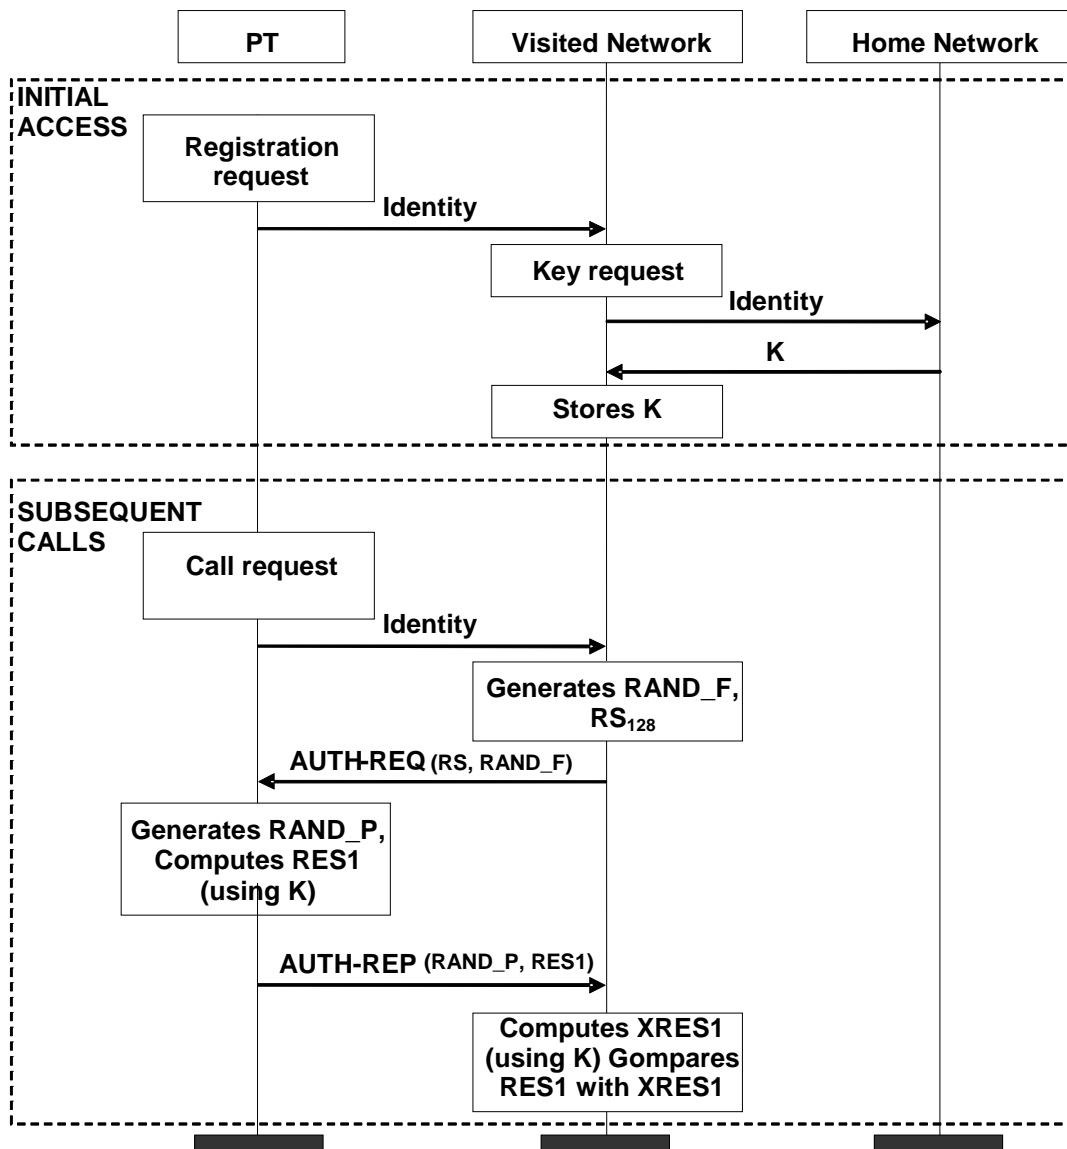 PT
Visited Network
Home Network
INITIAL
ACCESS
Registration
request
Identity
Key request
Identity
K
Stores K
SUBSEQUENT
CALLS
Call request
Identity
Generates RAND_F,
RS₁₂₈
AUTH-REQ (RS, RAND_F)
Generates RAND_P,
Computes RES1
(using K)
AUTH-REP (RAND_P, RES1)
Computes XRES1
(using K) Gompares
RES1 with XRES1